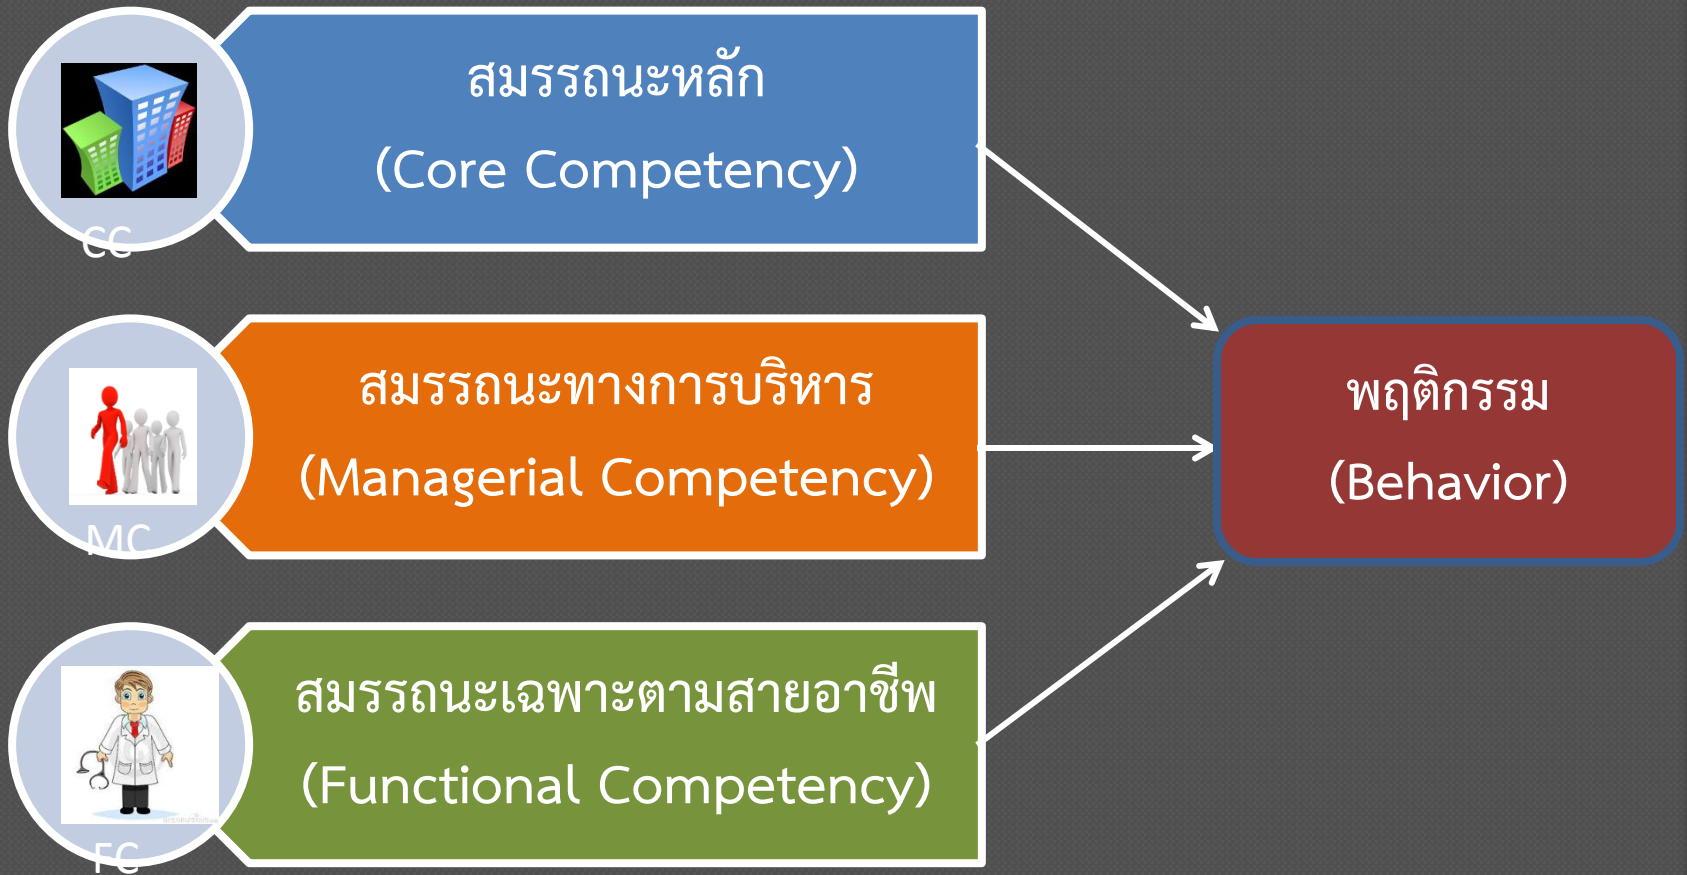 สมรรถนะหลัก
(Core Competency)
CC
สมรรถนะทางการบริหาร
(Managerial Competency)
MC
พฤติกรรม
(Behavior)
สมรรถนะเฉพาะตามสายอาชีพ
(Functional Competency)
FC